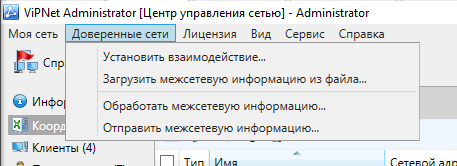 ViPNet Administrator [Центр управления сетью] - Administrator
Моя сеть Доверенные сети Лицензия Вид Сервис Справка
Установить взаимодействие...
Спр
Загрузить межсетевую информацию из файла...
Инфор
Обработать межсетевую информацию...
Коорд
Отправить межсетевую информацию...
Клиенты (4)
Тип Имя Сетевой адрес